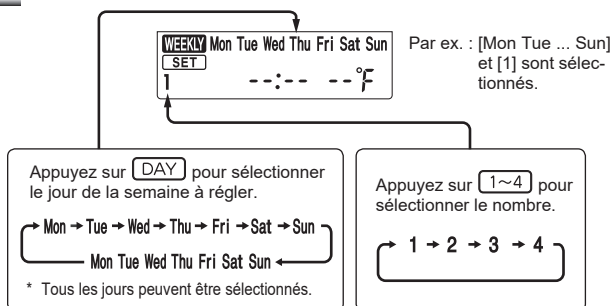 WEEKLY Mon Tue Wed Thu Fri Sat Sun
SET
1 --:-- --°F
Par ex. : [Mon Tue ... Sun]
et [1] sont sélec-
tionnés.
Appuyez sur DAY pour sélectionner
le jour de la semaine à régler.
Mon → Tue → Wed → Thu → Fri → Sat → Sun
Mon Tue Wed Thu Fri Sat Sun
* Tous les jours peuvent être sélectionnés.
Appuyez sur 1~4 pour
sélectionner le nombre.
1 → 2 → 3 → 4